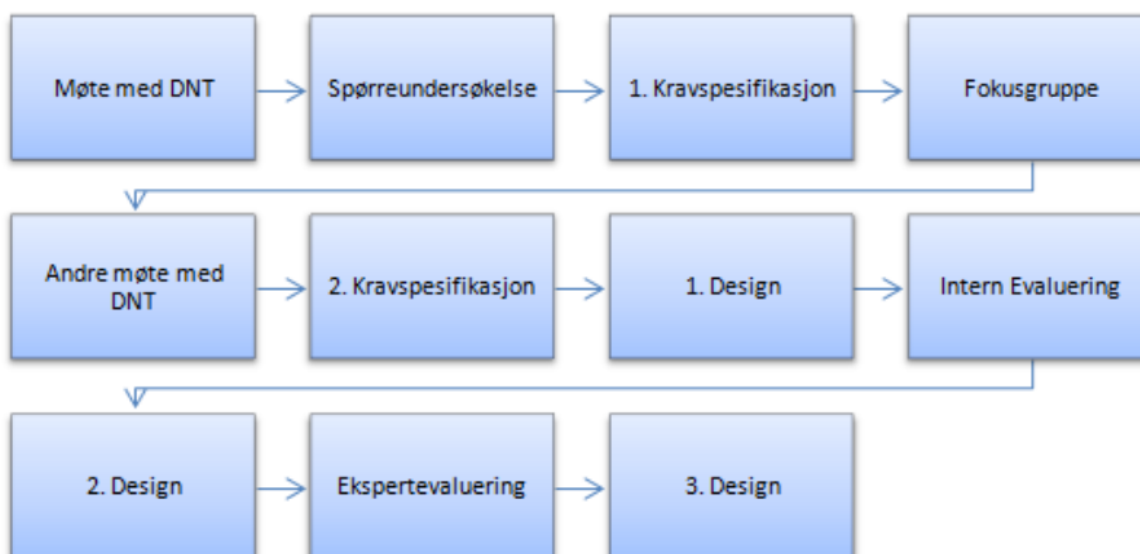 Møte med DNT
Spørreundersøkelse
1. Kravspesifikasjon
Fokusgruppe
Andre møte med
DNT
2. Kravspesifikasjon
1. Design
Intern Evaluering
2. Design
Ekspertevaluering
3. Design